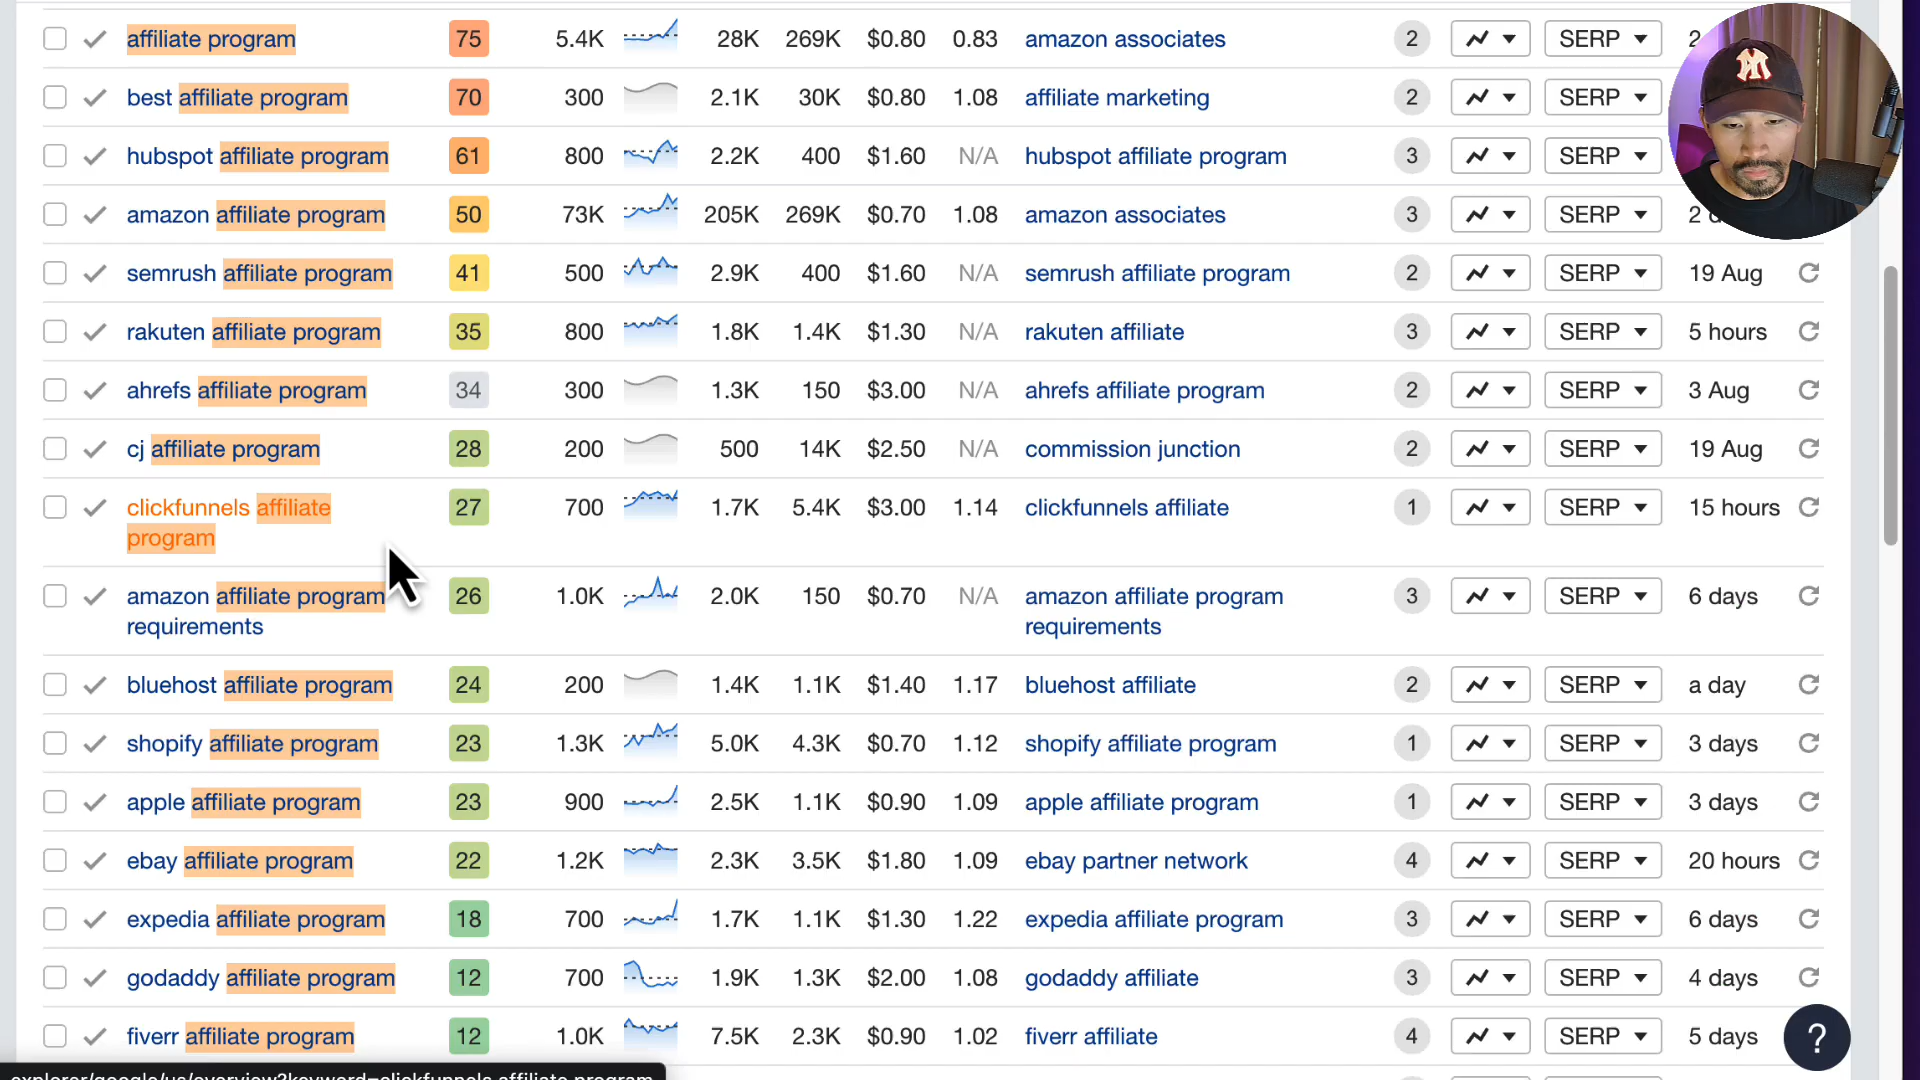 affiliate program 75 5.4K 28K 269K $0.80 0.83 amazon associates 2 SERP 2
best affiliate program 70 300 2.1K 30K $0.80 1.08 affiliate marketing 2 SERP
hubspot affiliate program 61 800 2.2K 400 $1.60 N/A hubspot affiliate program 3 SERP
amazon affiliate program 50 73K 205K 269K $0.70 1.08 amazon associates 3 SERP 2 d
semrush affiliate program 41 500 2.9K 400 $1.60 N/A semrush affiliate program 2 SERP 19 Aug
rakuten affiliate program 35 800 1.8K 1.4K $1.30 N/A rakuten affiliate 3 SERP 5 hours
ahrefs affiliate program 34 300 1.3K 150 $3.00 N/A ahrefs affiliate program 2 SERP 3 Aug
cj affiliate program 28 200 500 14K $2.50 N/A commission junction 2 SERP 19 Aug
clickfunnels affiliate 27 700 1.7K 5.4K $3.00 1.14 clickfunnels affiliate 1 SERP 15 hours
program
amazon affiliate program 26 1.0K 2.0K 150 $0.70 N/A amazon affiliate program 3 SERP 6 days
requirements requirements
bluehost affiliate program 24 200 1.4K 1.1K $1.40 1.17 bluehost affiliate 2 SERP a day
shopify affiliate program 23 1.3K 5.0K 4.3K $0.70 1.12 shopify affiliate program 1 SERP 3 days
apple affiliate program 23 900 2.5K 1.1K $0.90 1.09 apple affiliate program 1 SERP 3 days
ebay affiliate program 22 1.2K 2.3K 3.5K $1.80 1.09 ebay partner network 4 SERP 20 hours
expedia affiliate program 18 700 1.7K 1.1K $1.30 1.22 expedia affiliate program 3 SERP 6 days
godaddy affiliate program 12 700 1.9K 1.3K $2.00 1.08 godaddy affiliate 3 SERP 4 days
fiverr affiliate program 12 1.0K 7.5K 2.3K $0.90 1.02 fiverr affiliate 4 SERP 5 days
?
explorer/google/us/overview?keyword=clickfunnels affiliate program